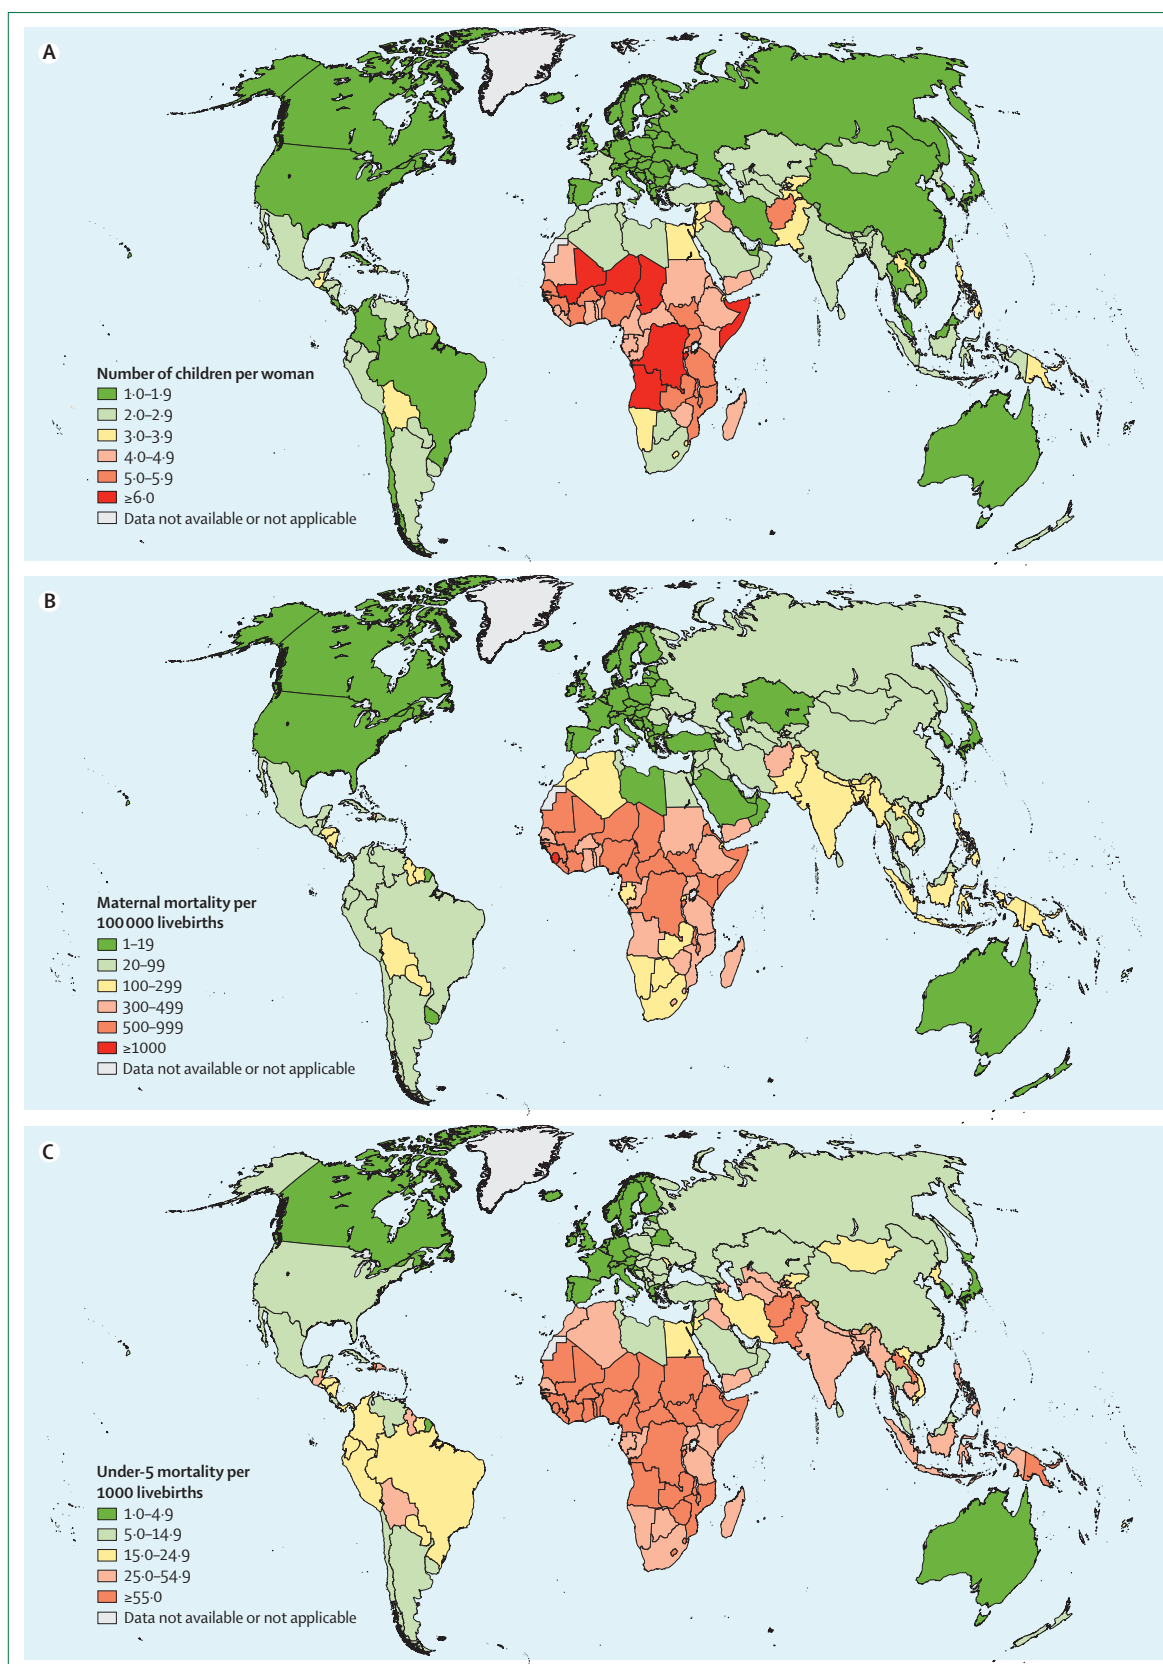 A
Number of children per woman
1·0–1·9
2·0–2·9
3·0–3·9
4·0–4·9
5·0–5·9
≥6·0
Data not available or not applicable
B
Maternal mortality per
100 000 livebirths
1–19
20–99
100–299
300–499
500–999
≥1000
Data not available or not applicable
C
Under-5 mortality per
1000 livebirths
1·0–4·9
5·0–14·9
15·0–24·9
25·0–54·9
≥55·0
Data not available or not applicable